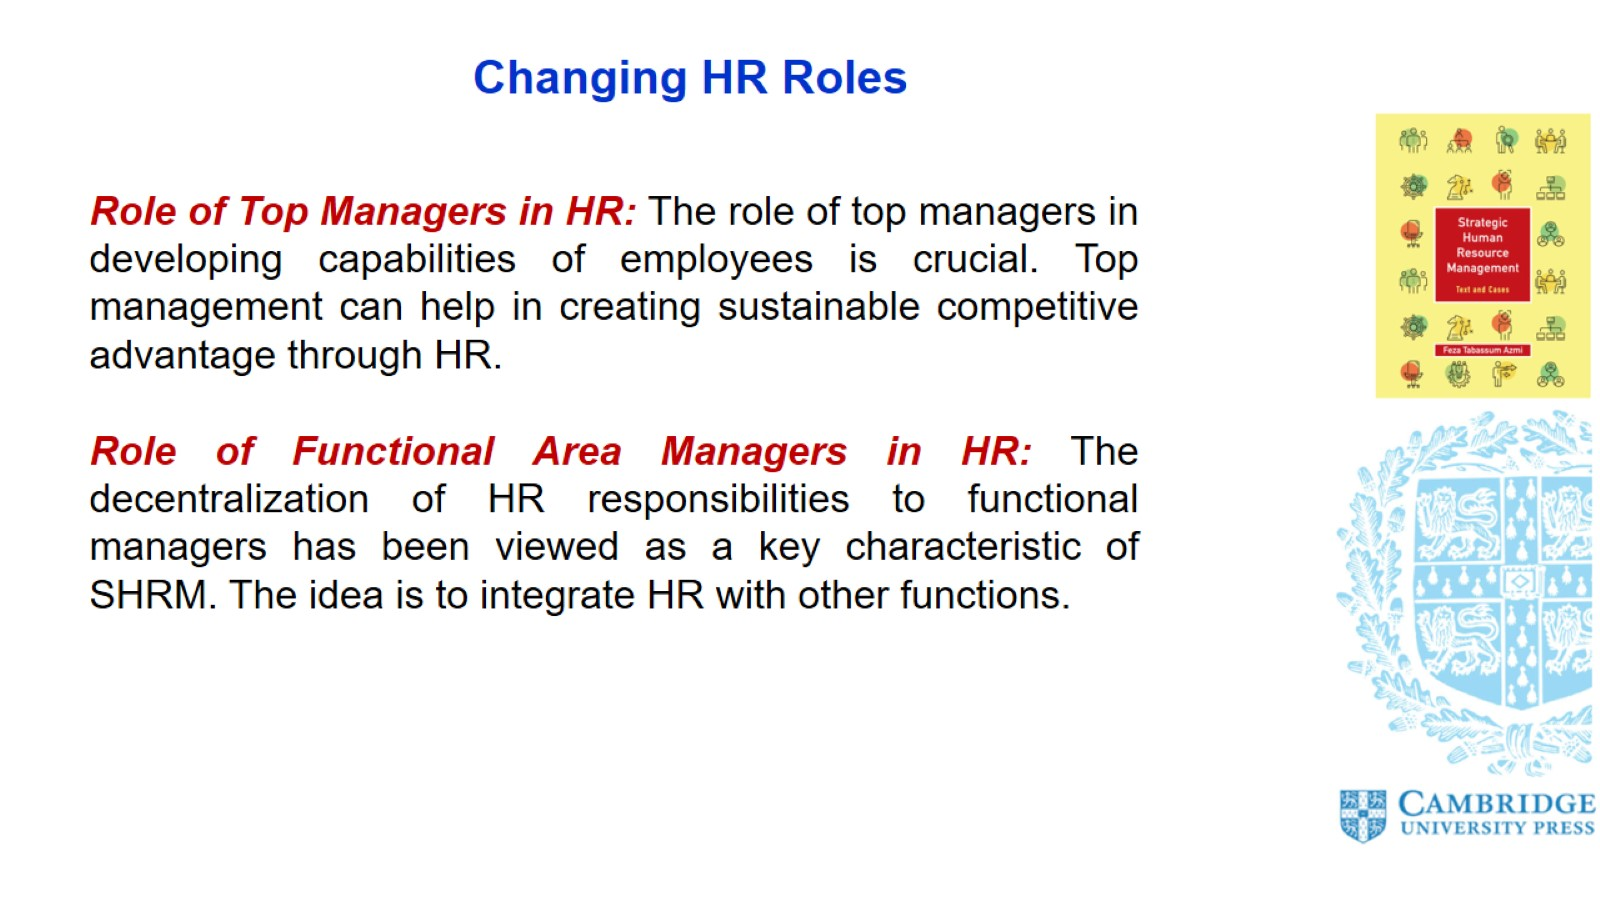 Changing HR Roles
Role of Top Managers in HR: The role of top managers in
developing capabilities of employees is crucial. Top
management can help in creating sustainable competitive
advantage through HR.
Role of Functional Area Managers in HR: The
decentralization of HR responsibilities to functional
managers has been viewed as a key characteristic of
SHRM. The idea is to integrate HR with other functions.
Strategic
Human
Resource
Management
Text and Cases
Feza Tabassum Azmi
CAMBRIDGE
UNIVERSITY PRESS